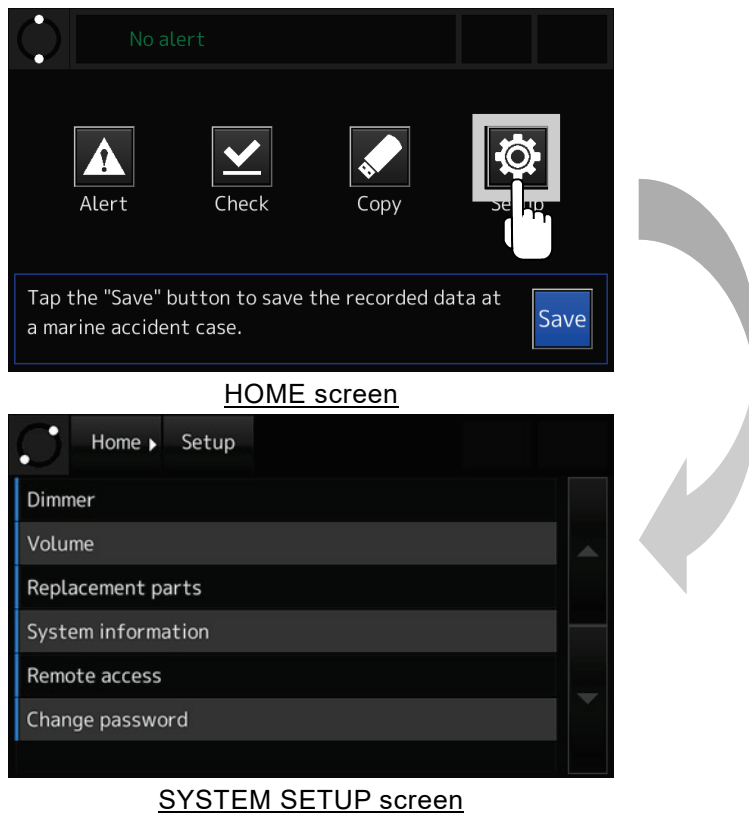 No alert
Alert
Check
Copy
Setup
Tap the "Save" button to save the recorded data at
a marine accident case.
Save
HOME screen
Home
Setup
Dimmer
Volume
Replacement parts
System information
Remote access
Change password
SYSTEM SETUP screen